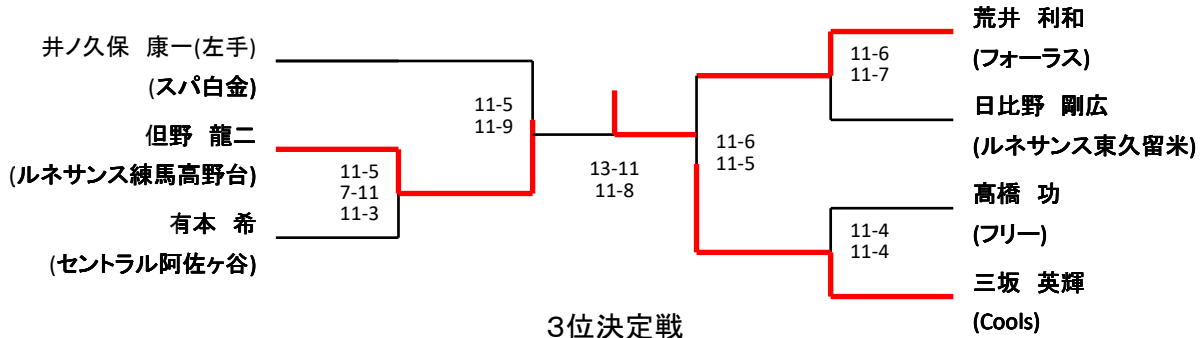 井ノ久保 康一(左手)
(スパ白金)
但野 龍二
(ルネサンス練馬高野台)
有本 希
(セントラル阿佐ヶ谷)
11-5
7-11
11-3
11-5
11-9
13-11
11-8
11-6
11-5
11-6
11-7
11-4
11-4
荒井 利和
(フォーラス)
日比野 剛広
(ルネサンス東久留米)
髙橋 功
(フリー)
三坂 英輝
(Cools)
3位決定戦